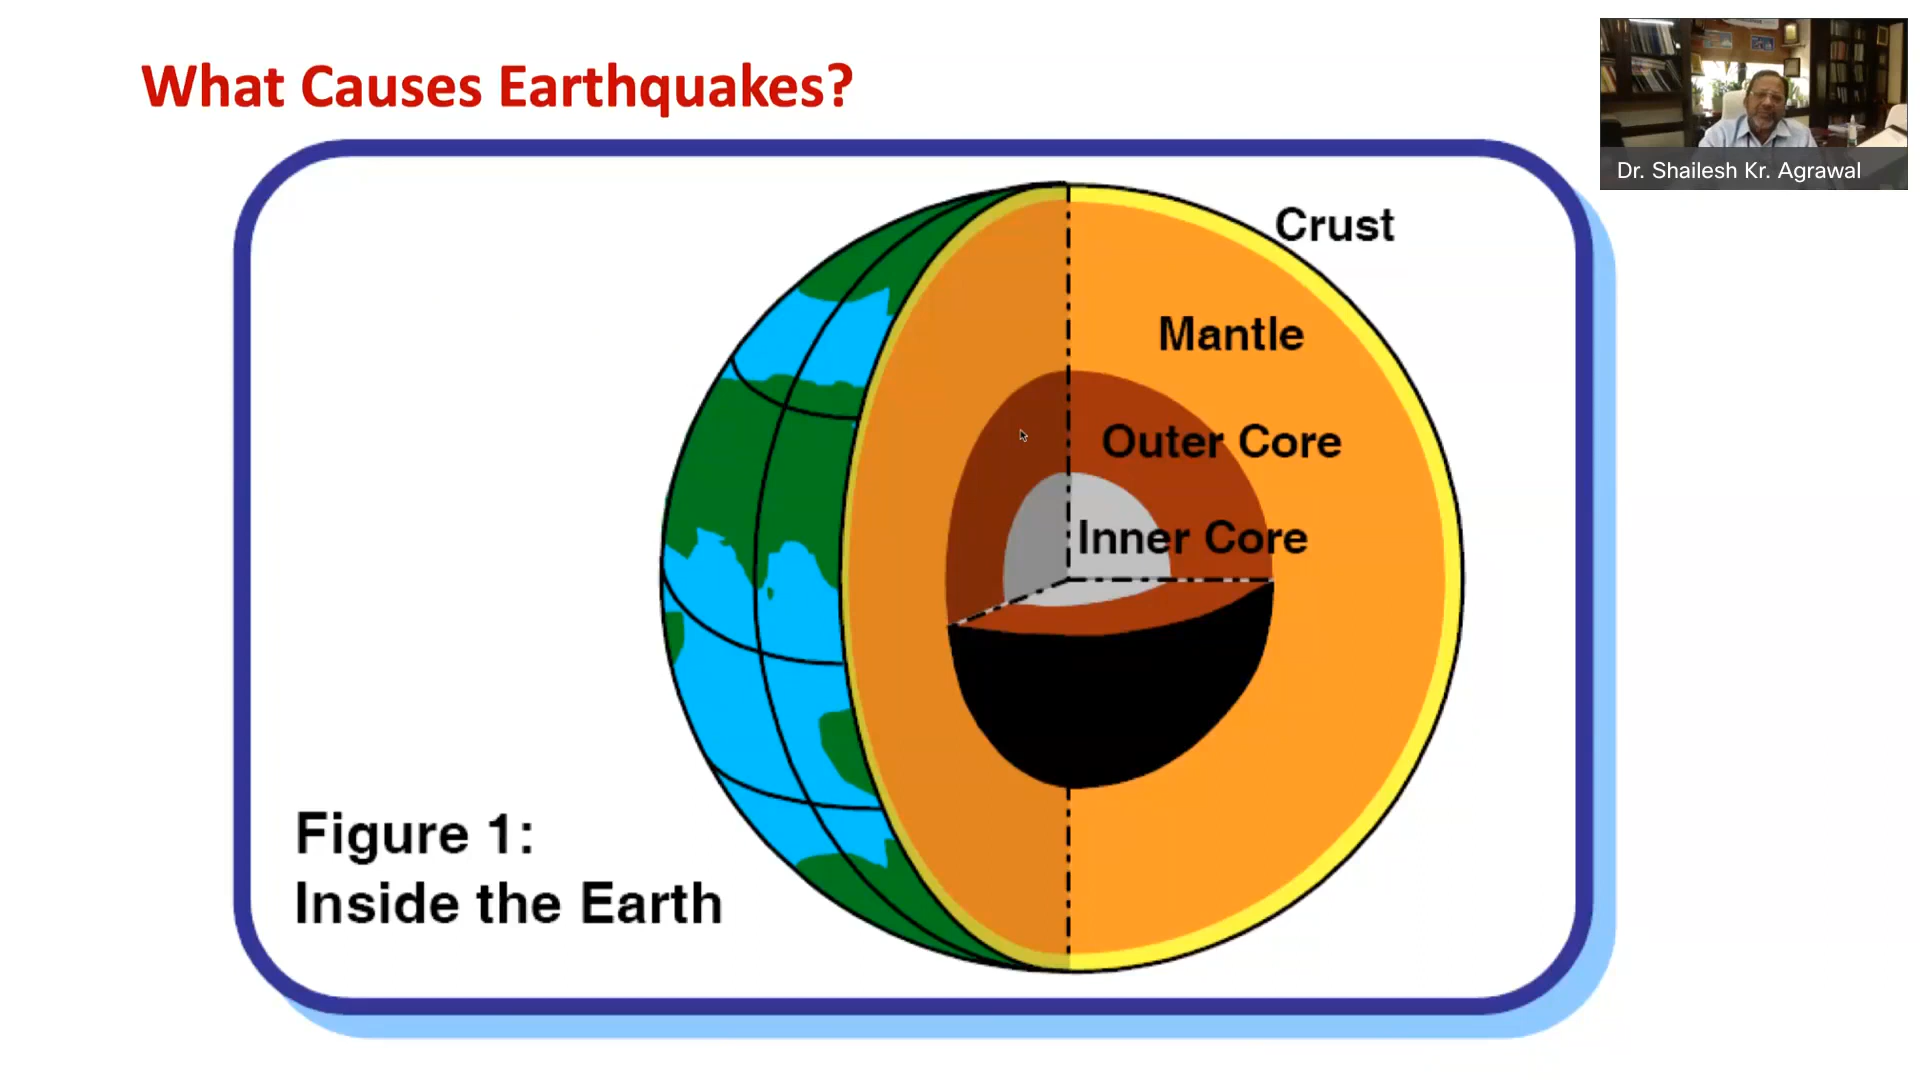 What Causes Earthquakes?
Dr. Shailesh Kr. Agrawal
Crust
Mantle
Outer Core
Inner Core
Figure 1:
Inside the Earth